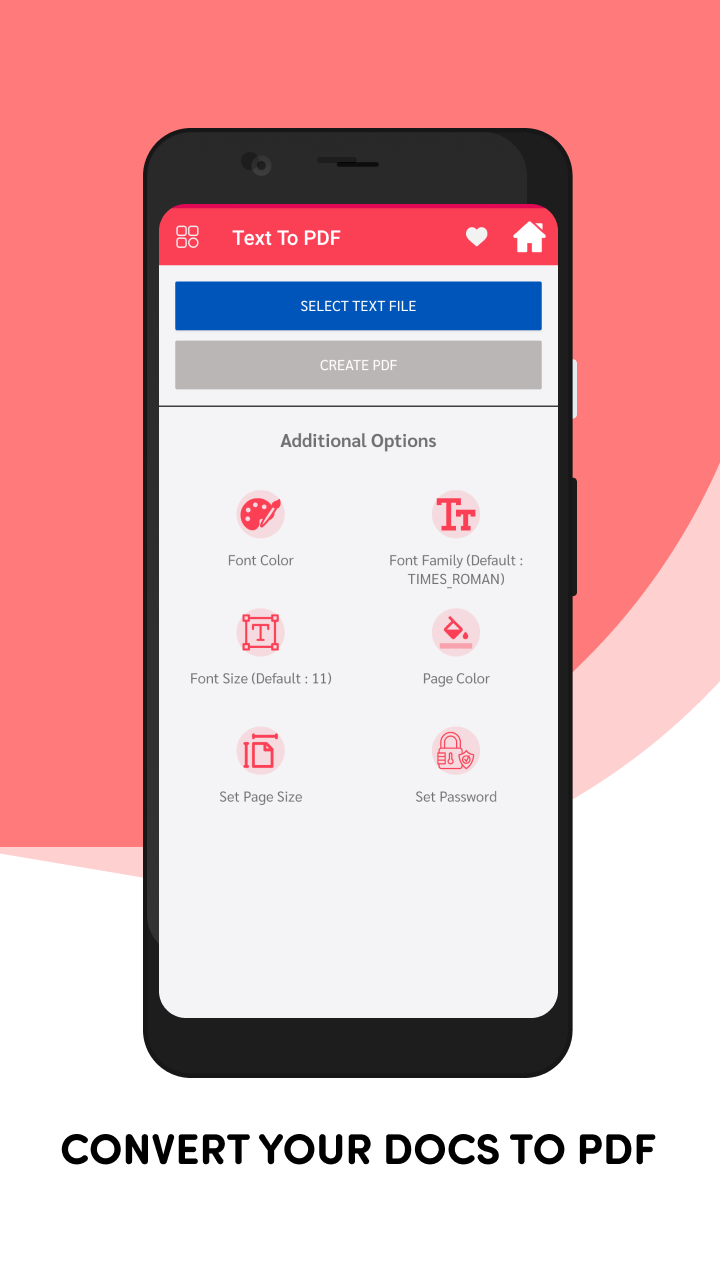 Text To PDF
SELECT TEXT FILE
CREATE PDF
Additional Options
Font Color
Font Family (Default :
TIMES_ROMAN)
Font Size (Default : 11)
Page Color
Set Page Size
Set Password
CONVERT YOUR DOCS TO PDF